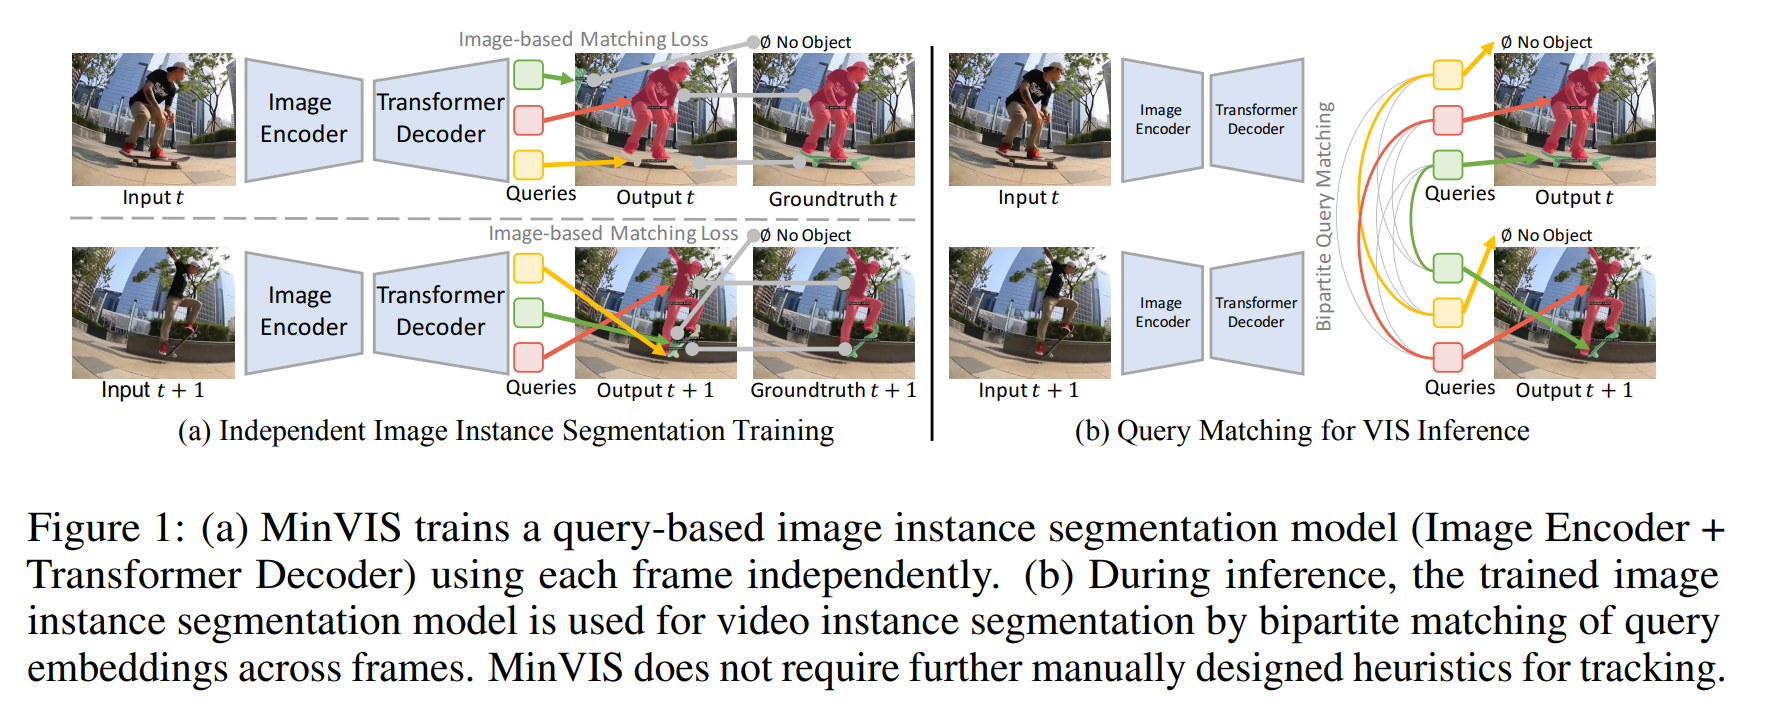 Image-based Matching Loss
∅ No Object
Image Encoder
Transformer Decoder
Queries
Input t
Output t
Groundtruth t
Image-based Matching Loss
∅ No Object
Image Encoder
Transformer Decoder
Queries
Input t + 1
Output t + 1
Groundtruth t + 1
(a) Independent Image Instance Segmentation Training
∅ No Object
Image Encoder
Transformer Decoder
Bipartite Query Matching
Queries
Input t
Output t
∅ No Object
Image Encoder
Transformer Decoder
Queries
Input t + 1
Output t + 1
(b) Query Matching for VIS Inference
Figure 1: (a) MinVIS trains a query-based image instance segmentation model (Image Encoder +
Transformer Decoder) using each frame independently. (b) During inference, the trained image
instance segmentation model is used for video instance segmentation by bipartite matching of query
embeddings across frames. MinVIS does not require further manually designed heuristics for tracking.